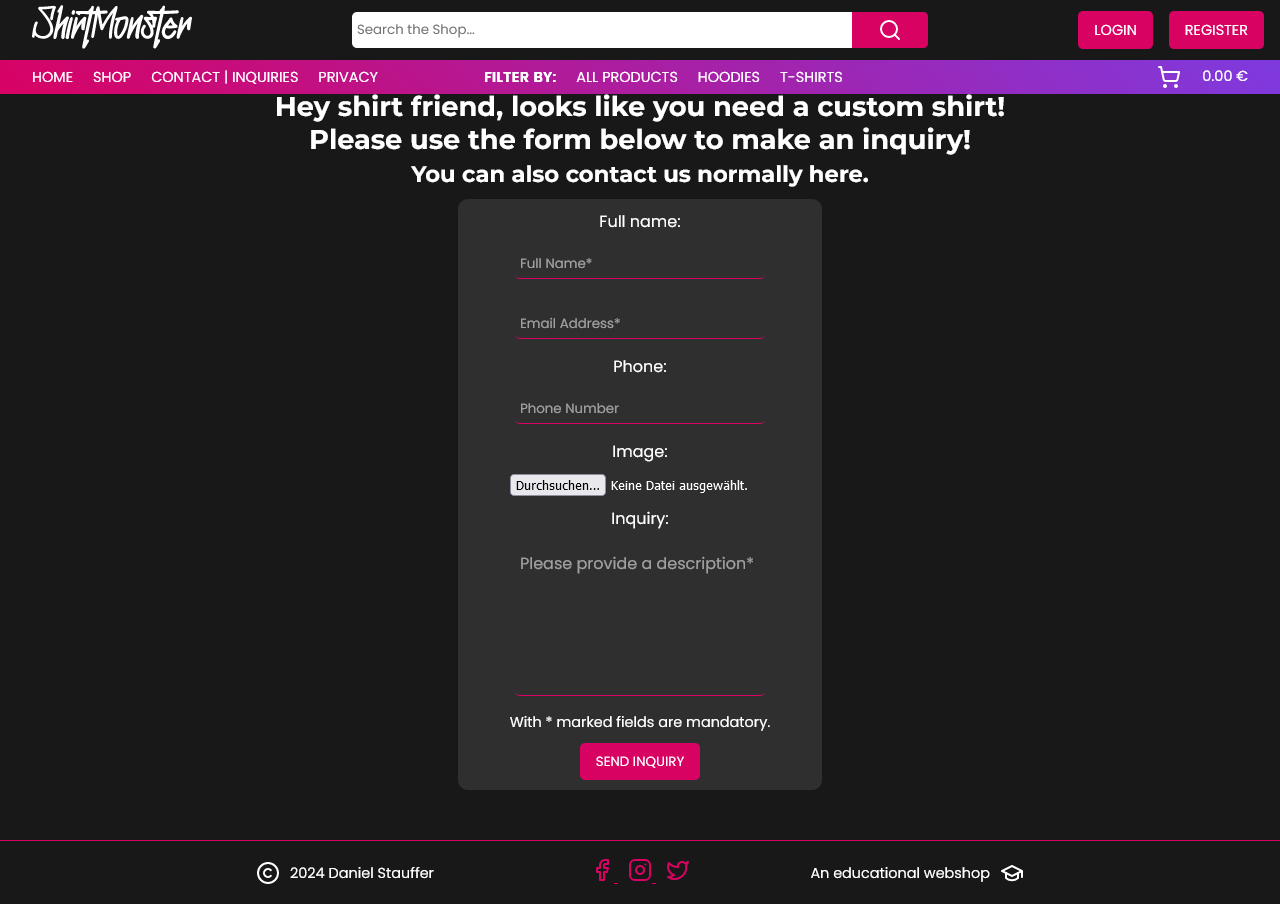 ShirtMonster
Search the Shop...
LOGIN
REGISTER
HOME
SHOP
CONTACT | INQUIRIES
PRIVACY
FILTER BY:
ALL PRODUCTS
HOODIES
T-SHIRTS
0.00 €
Hey shirt friend, looks like you need a custom shirt!
Please use the form below to make an inquiry!
You can also contact us normally here.
Full name:
Full Name*
Email Address*
Phone:
Phone Number
Image:
Durchsuchen... Keine Datei ausgewählt.
Inquiry:
Please provide a description*
With * marked fields are mandatory.
SEND INQUIRY
© 2024 Daniel Stauffer
An educational webshop